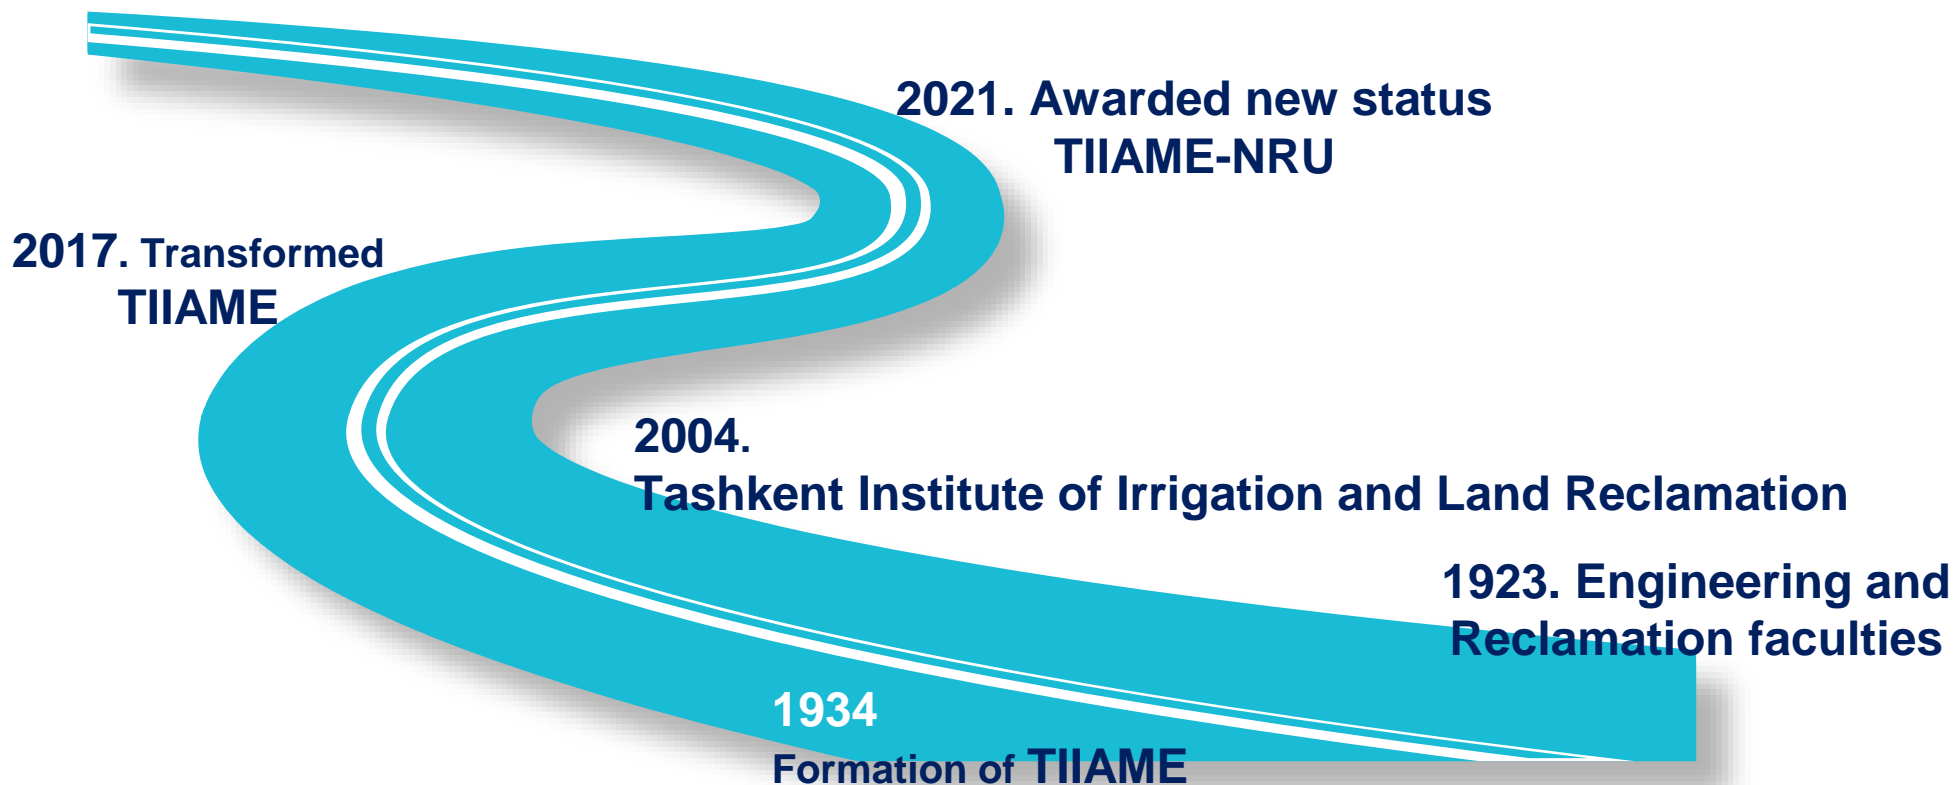 2021. Awarded new status
TIIAME-NRU
2017. Transformed
TIIAME
2004.
Tashkent Institute of Irrigation and Land Reclamation
1923. Engineering and
Reclamation faculties
1934
Formation of TIIAME